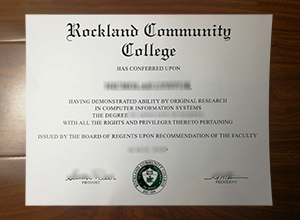 Rockland Community
College
HAS CONFERRED UPON
HAVING DEMONSTRATED ABILITY BY ORIGINAL RESEARCH
IN COMPUTER INFORMATION SYSTEMS
THE DEGREE
WITH ALL THE RIGHTS AND PRIVILEGES THERETO PERTAINING
ISSUED BY THE BOARD OF REGENTS UPON RECOMMENDATION OF THE FACULTY
PROVOST
PRESIDENT